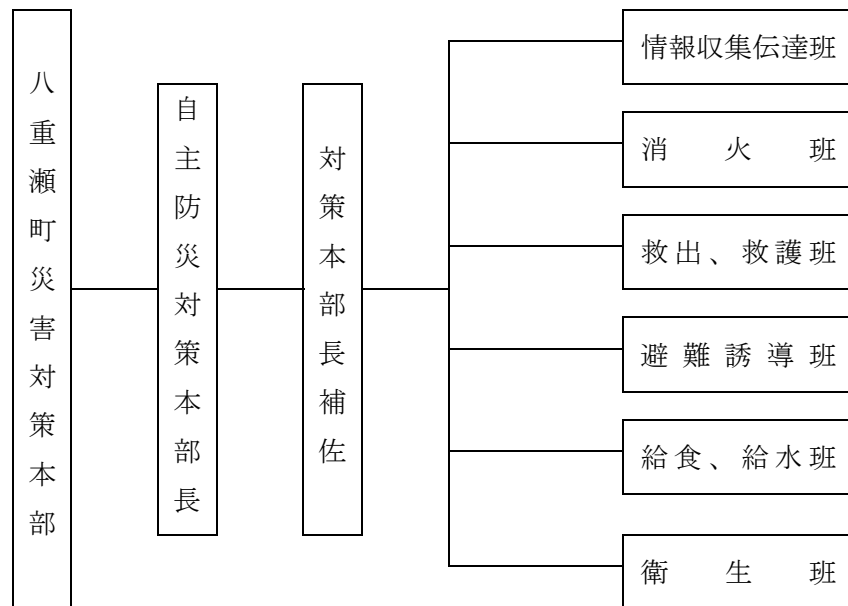 八重瀬町災害対策本部
自主防災対策本部長
対策本部長補佐
情報収集伝達班
消火班
救出、救護班
避難誘導班
給食、給水班
衛生班